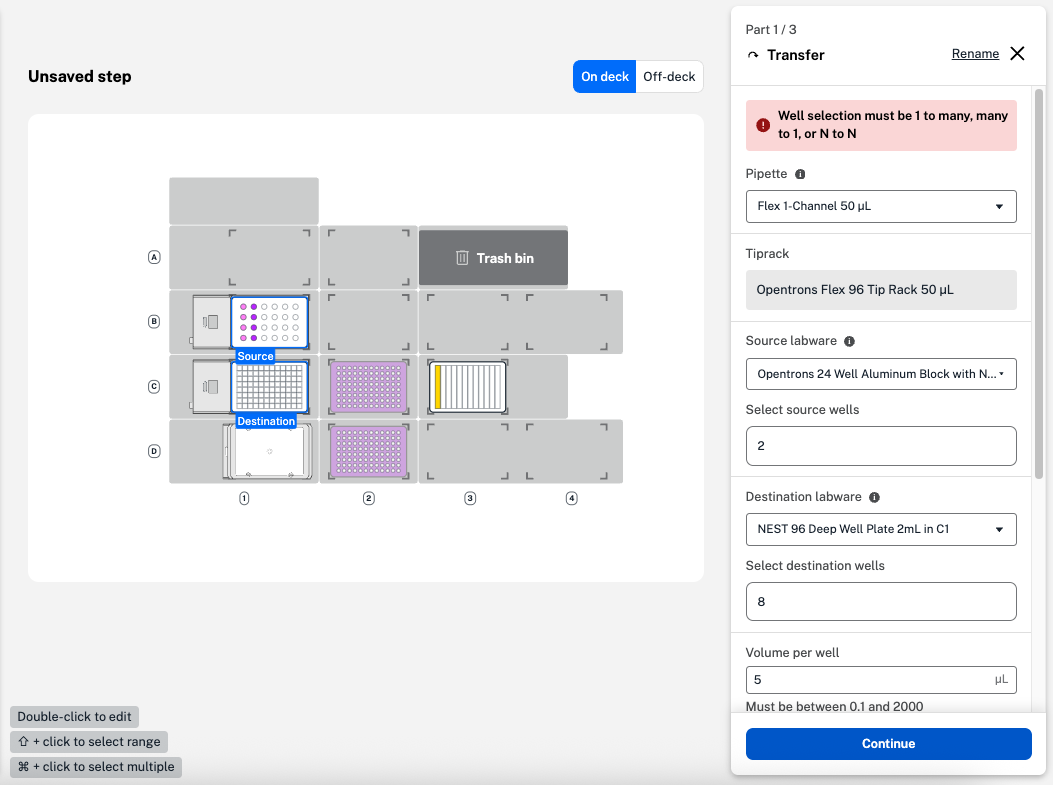 Part 1 / 3
Transfer
Rename
Unsaved step
On deck
Off-deck
Well selection must be 1 to many, many
to 1, or N to N
Pipette
Flex 1-Channel 50 µL
Tiprack
Opentrons Flex 96 Tip Rack 50 µL
Source labware
Opentrons 24 Well Aluminum Block with N...
Select source wells
2
Destination labware
NEST 96 Deep Well Plate 2mL in C1
Select destination wells
8
Volume per well
5
µL
Must be between 0.1 and 2000
Continue
A
Trash bin
B
Source
C
Destination
D
1
2
3
4
Double-click to edit
⇧ + click to select range
⌘ + click to select multiple